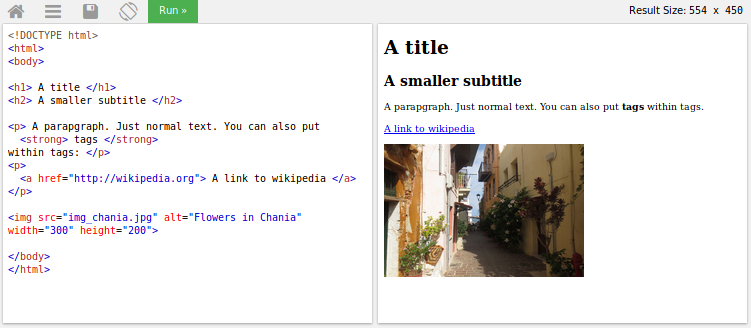 Run »
Result Size: 554 x 450
<!DOCTYPE html>
<html>
<body>
<h1> A title </h1>
<h2> A smaller subtitle </h2>
<p> A parapgraph. Just normal text. You can also put
<strong> tags </strong>
within tags: </p>
<p>
<a href="http://wikipedia.org"> A link to wikipedia </a>
</p>
<img src="img_chania.jpg" alt="Flowers in Chania"
width="300" height="200">
</body>
</html>
A title
A smaller subtitle
A parapgraph. Just normal text. You can also put tags within tags.
A link to wikipedia